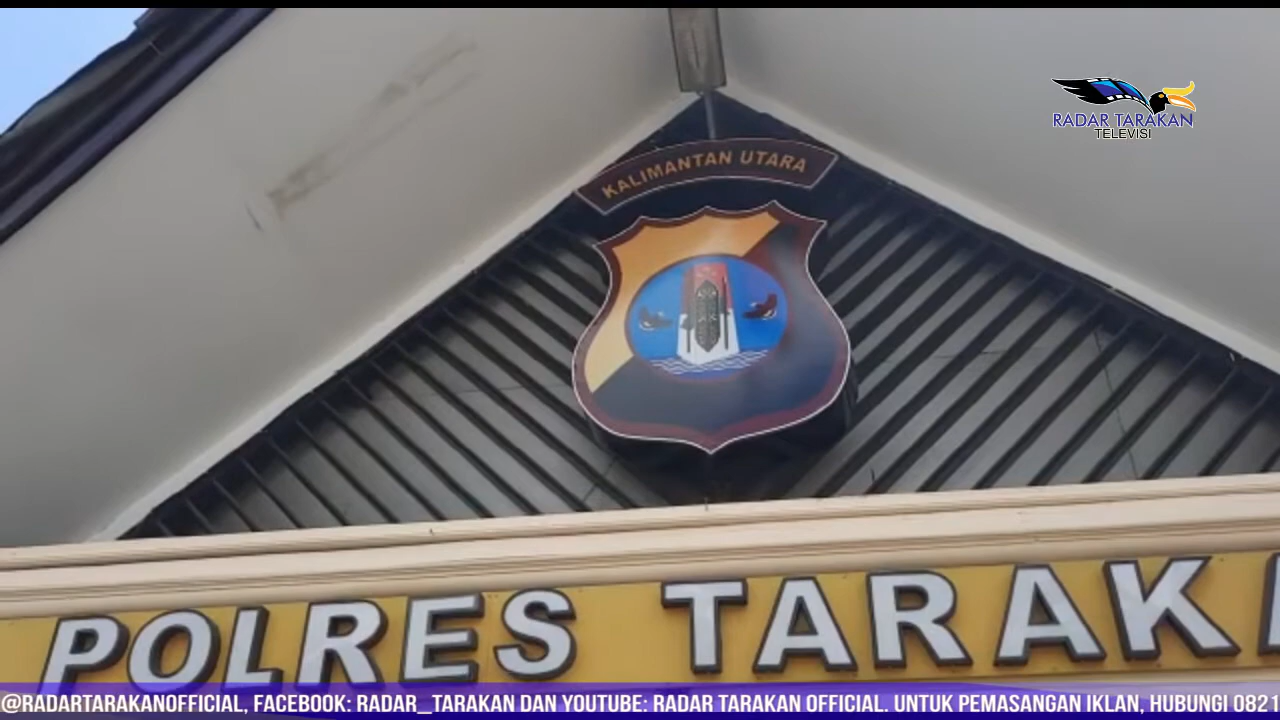 RADAR TARAKAN
TELEVISI
KALIMANTAN UTARA
POLRES TARAKA
@RADARTARAKANOFFICIAL, FACEBOOK: RADAR_TARAKAN DAN YOUTUBE: RADAR TARAKAN OFFICIAL. UNTUK PEMASANGAN IKLAN, HUBUNGI 0821